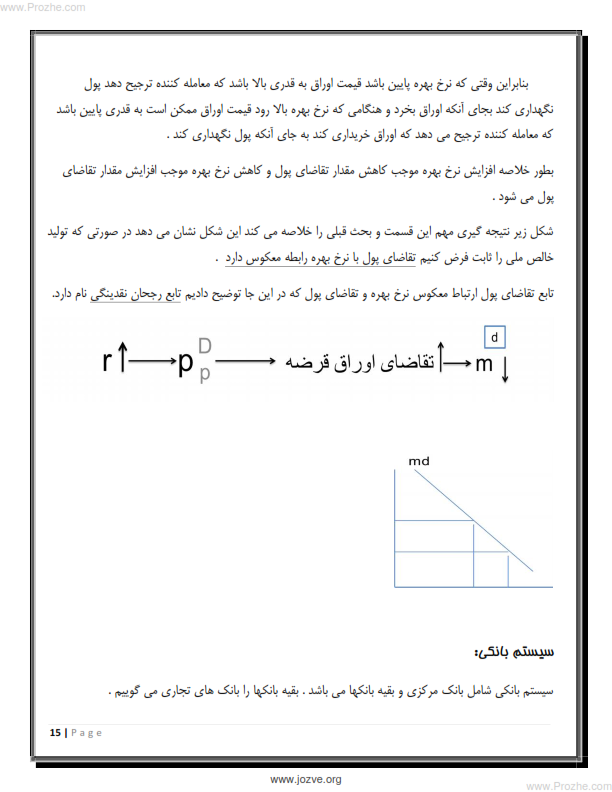 www.Prozhe.com
بنابراین وقتی که نرخ بهره پایین باشد قیمت اوراق به قدری بالا باشد که معامله کننده ترجیح دهد پول
نگهداری کند بجای آنکه اوراق بخرد و هنگامی که نرخ بهره بالا رود قیمت اوراق ممکن است به قدری پایین باشد
که معامله کننده ترجیح می دهد که اوراق خریداری کند به جای آنکه پول نگهداری کند .
بطور خلاصه افزایش نرخ بهره موجب کاهش مقدار تقاضای پول و کاهش نرخ بهره موجب افزایش مقدار تقاضای
پول می شود .
شکل زیر نتیجه گیری مهم این قسمت و بحث قبلی را خلاصه می کند این شکل نشان می دهد در صورتی که تولید
خالص ملی را ثابت فرض کنیم تقاضای پول با نرخ بهره رابطه معکوس دارد .
تابع تقاضای پول ارتباط معکوس نرخ بهره و تقاضای پول که در این جا توضیح دادیم تابع رجحان نقدینگی نام دارد.
r↑→p D p → تقاضای اوراق قرضه ↑→ m d ↓
md
سیستم بانکی:
سیستم بانکی شامل بانک مرکزی و بقیه بانکها می باشد . بقیه بانکها را بانک های تجاری می گوییم .
15 | Page
www.jozve.org
www.Prozhe.com